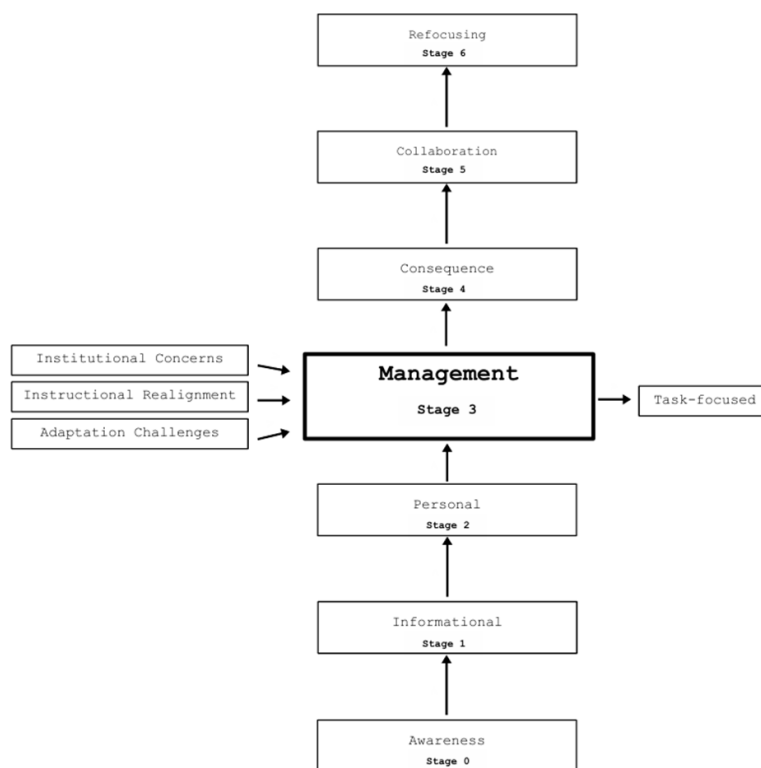 Refocusing
Stage 6
Collaboration
Stage 5
Consequence
Stage 4
Institutional Concerns
Instructional Realignment
Adaptation Challenges
Management
Stage 3
Task-focused
Personal
Stage 2
Informational
Stage 1
Awareness
Stage 0